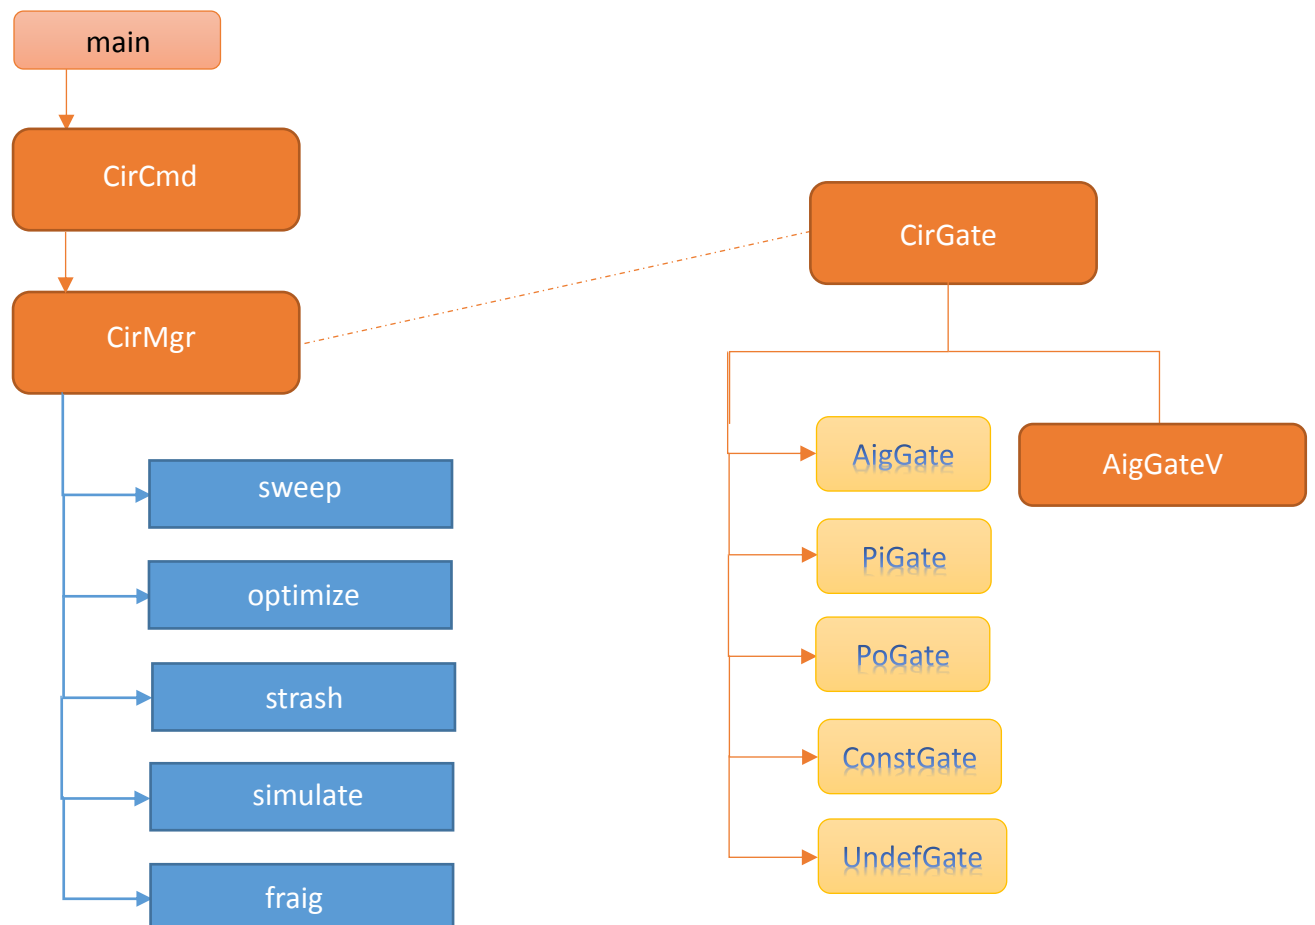 main
CirCmd
CirMgr
sweep
optimize
strash
simulate
fraig
CirGate
AigGate
PiGate
PoGate
ConstGate
UndefGate
AigGateV